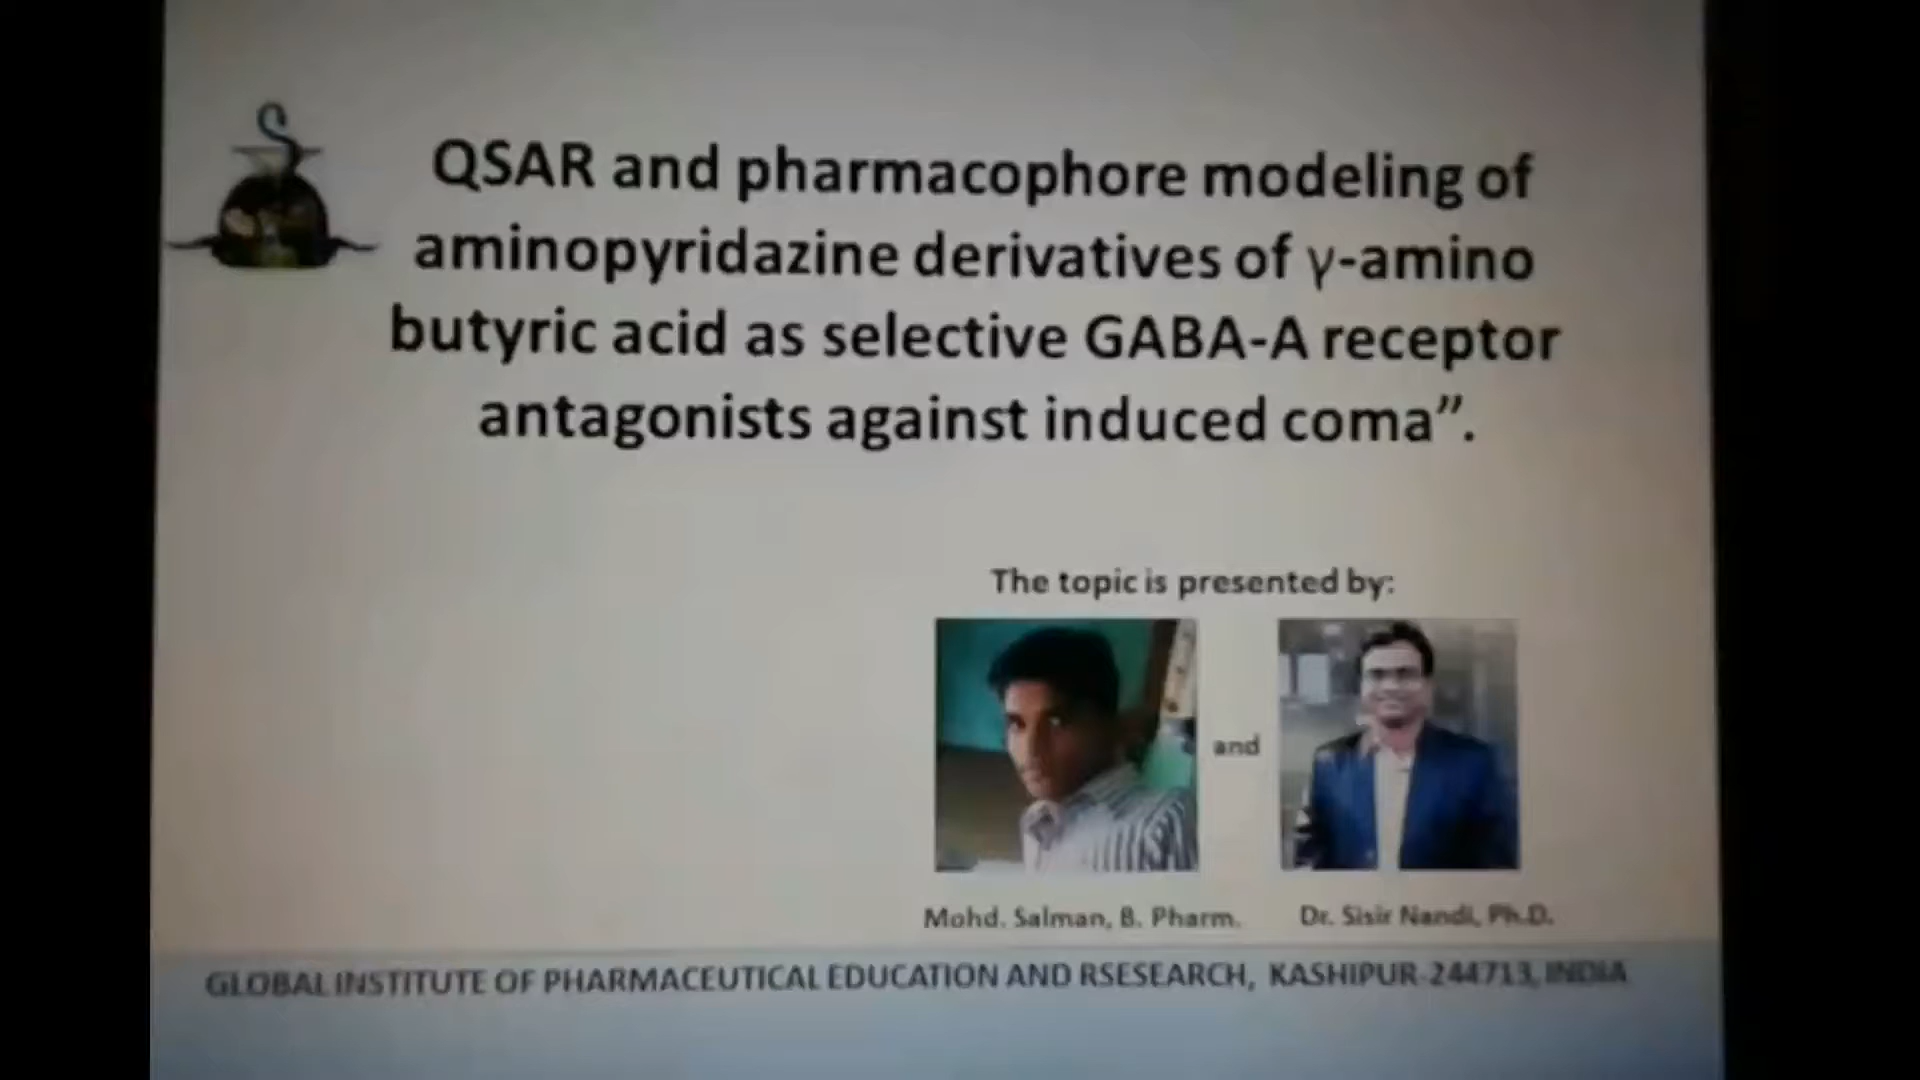 QSAR and pharmacophore modeling of
aminopyridazine derivatives of γ-amino
butyric acid as selective GABA-A receptor
antagonists against induced coma”.
The topic is presented by:
and
Mohd. Salman, B. Pharm.
Dr. Sisir Nandi, Ph.D.
GLOBAL INSTITUTE OF PHARMACEUTICAL EDUCATION AND RSESEARCH, KASHIPUR-244713, INDIA